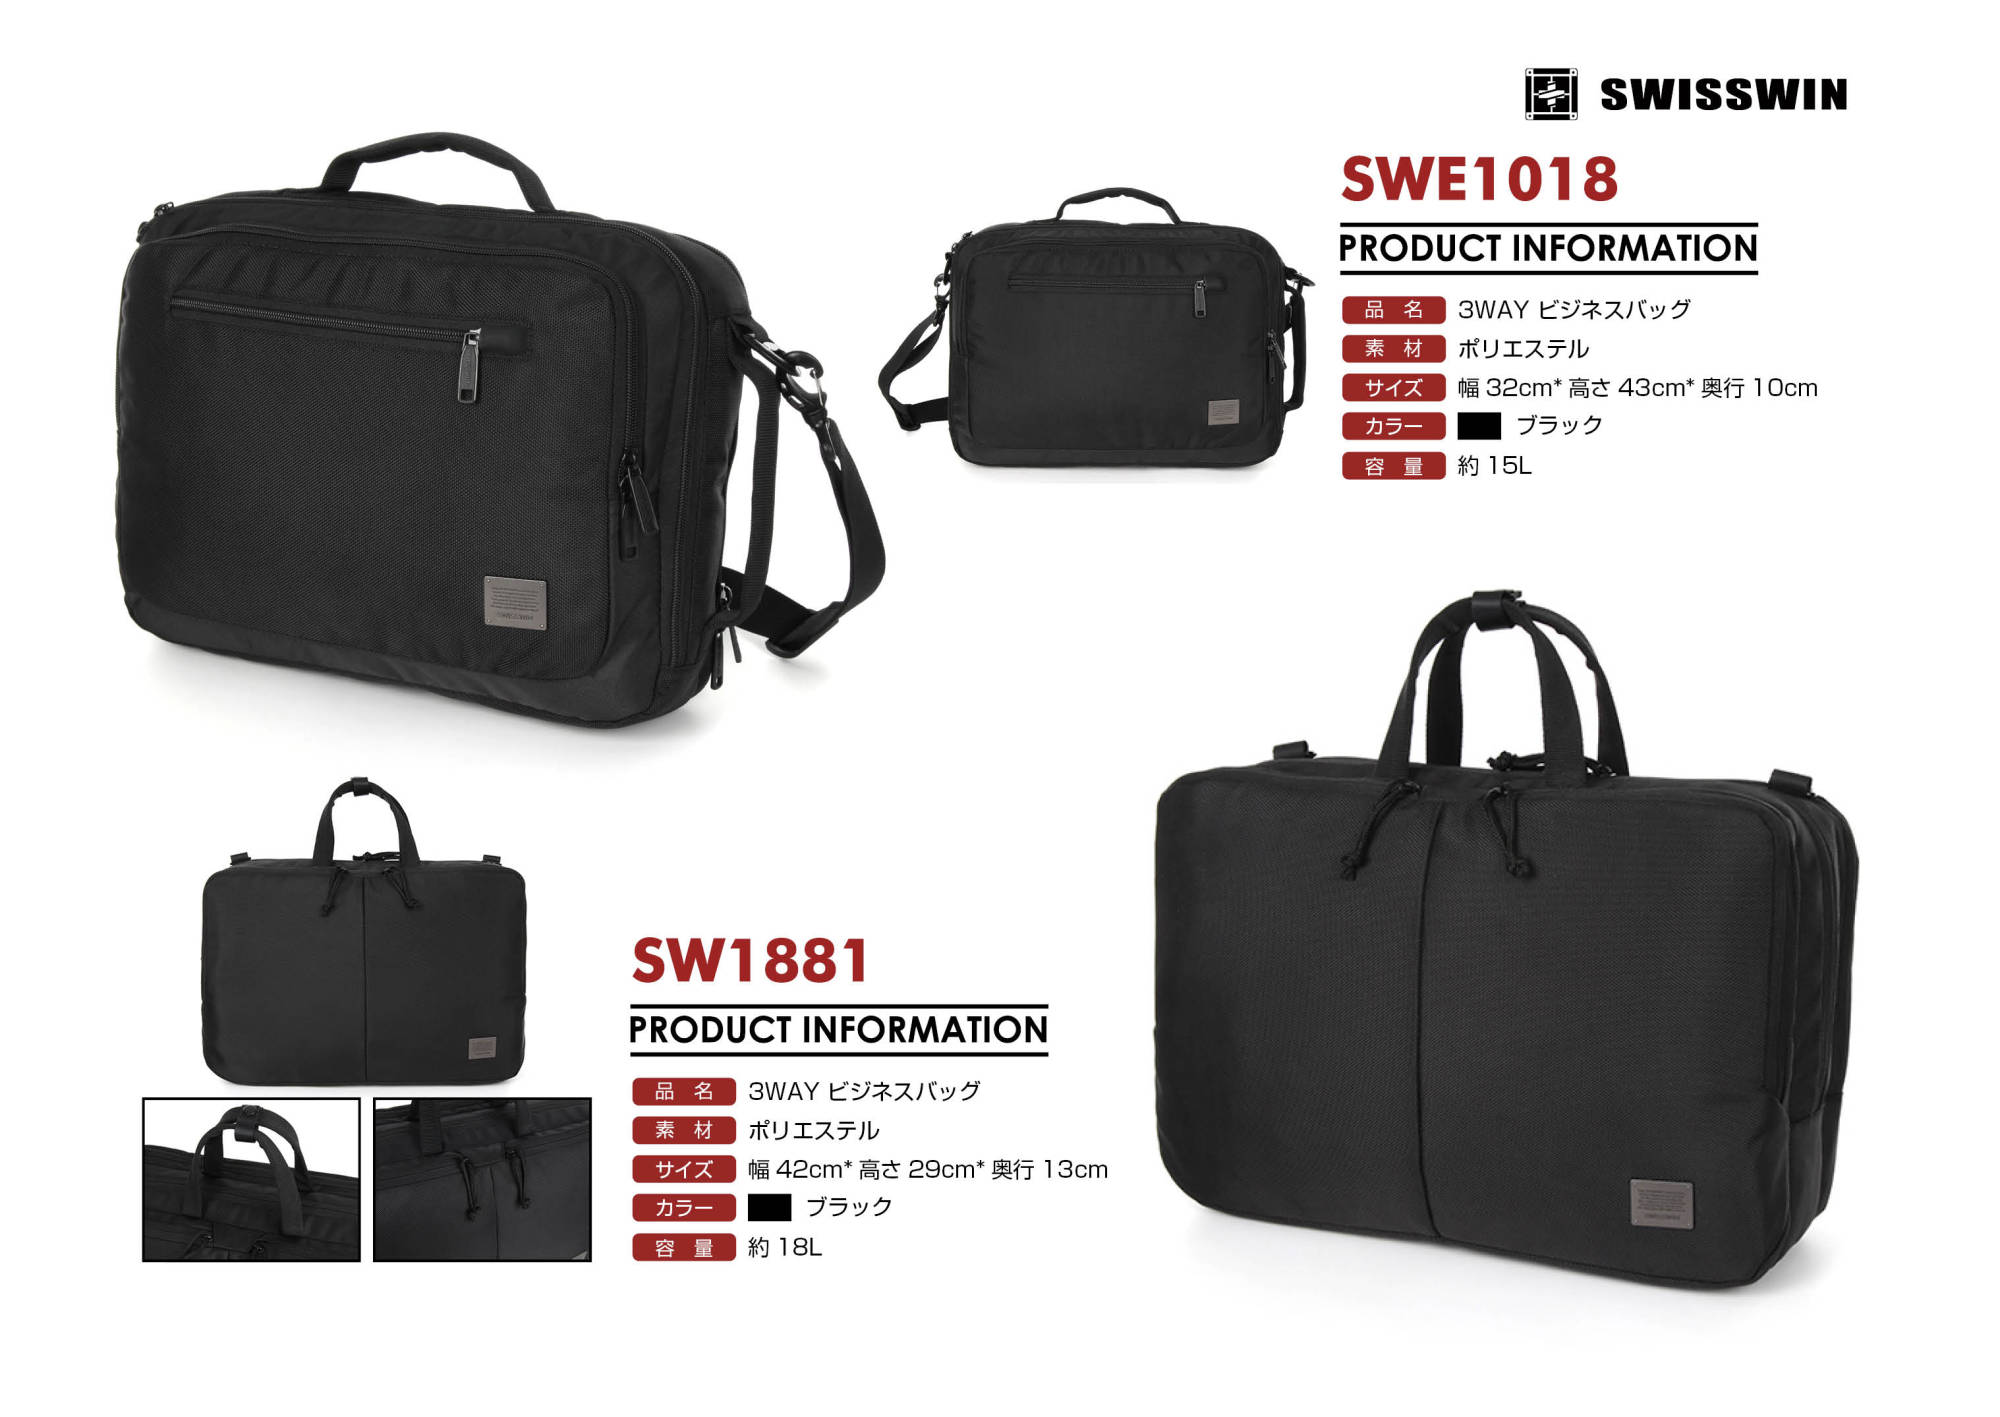 SWISSWIN
SWE1018
PRODUCT INFORMATION
品 名 3WAY ビジネスバッグ
素 材 ポリエステル
サイズ 幅 32cm* 高さ 43cm* 奥行 10cm
カラー ブラック
容 量 約 15L
SW1881
PRODUCT INFORMATION
品 名 3WAY ビジネスバッグ
素 材 ポリエステル
サイズ 幅 42cm* 高さ 29cm* 奥行 13cm
カラー ブラック
容 量 約 18L